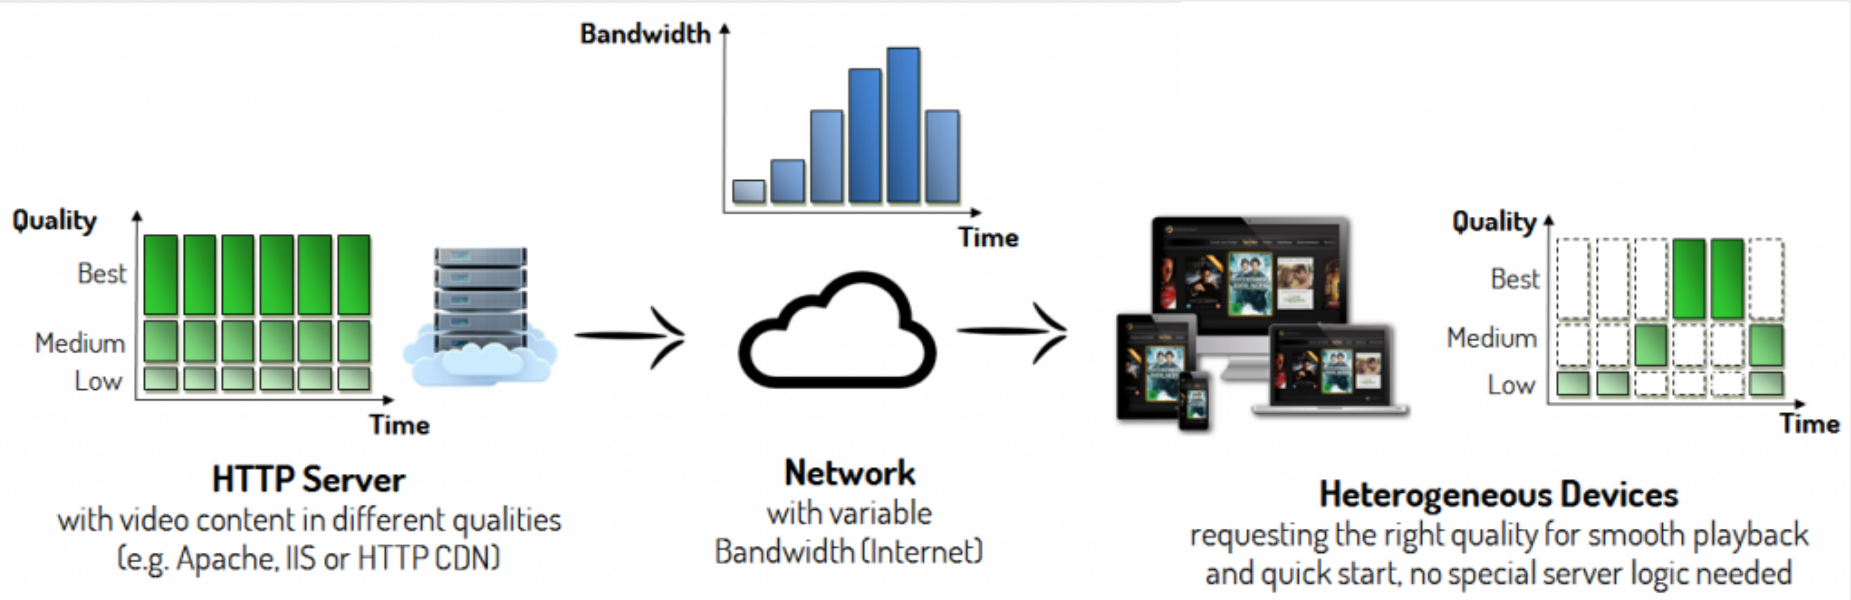 Bandwidth
Time
Quality
Best
Medium
Low
Time
Quality
Best
Medium
Low
Time
HTTP Server
with video content in different qualities
(e.g. Apache, IIS or HTTP CDN)
Network
with variable
Bandwidth (Internet)
Heterogeneous Devices
requesting the right quality for smooth playback
and quick start, no special server logic needed